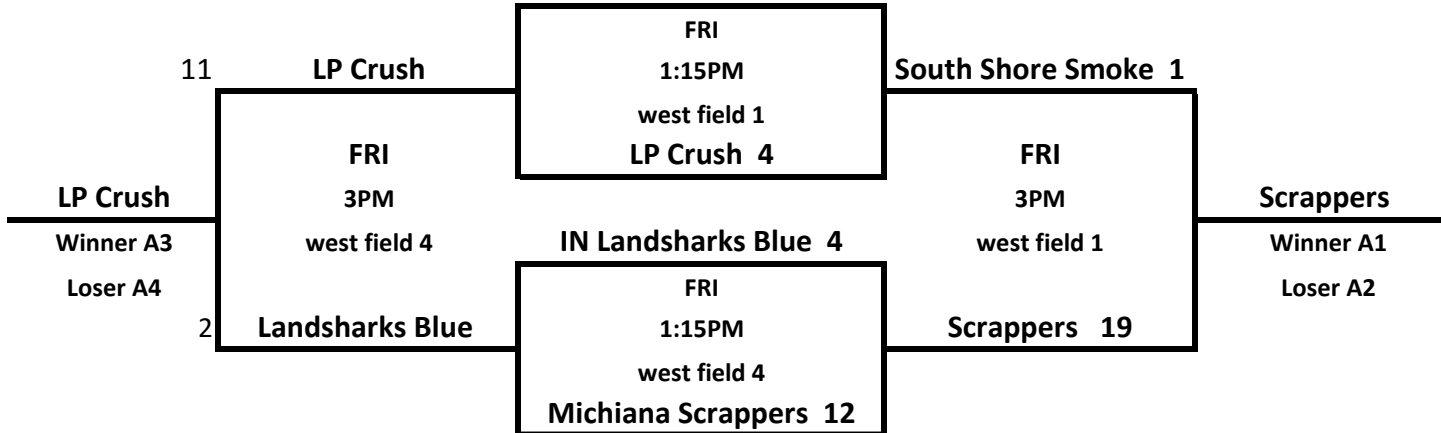 FRI
11 LP Crush 1:15PM South Shore Smoke 1
west field 1
FRI LP Crush 4 FRI
LP Crush 3PM 3PM Scrappers
Winner A3 west field 4 IN Landsharks Blue 4 west field 1 Winner A1
Loser A4 FRI Loser A2
2 Landsharks Blue 1:15PM Scrappers 19
west field 4
Michiana Scrappers 12